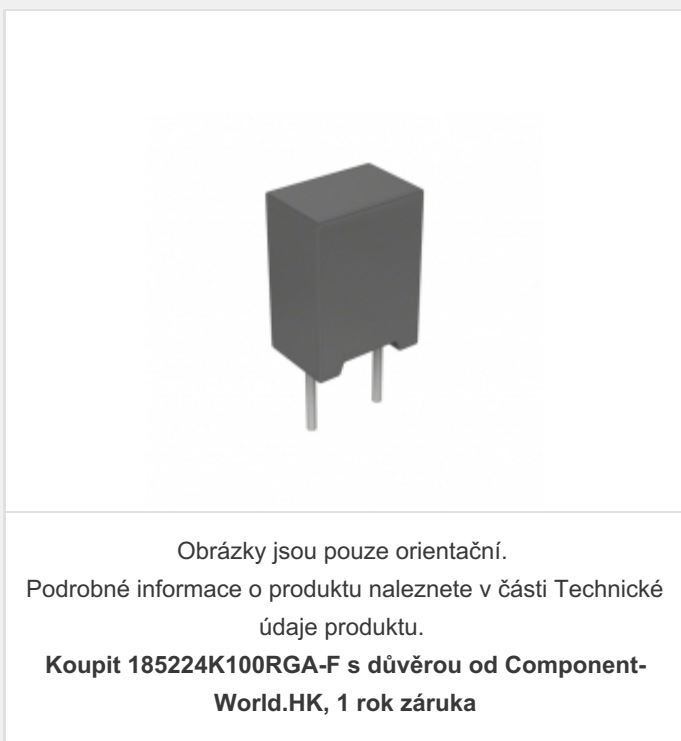 Obrázky jsou pouze orientační.
Podrobné informace o produktu naleznete v části Technické
údaje produktu.
Koupit 185224K100RGA-F s důvěrou od Component-
World.HK, 1 rok záruka